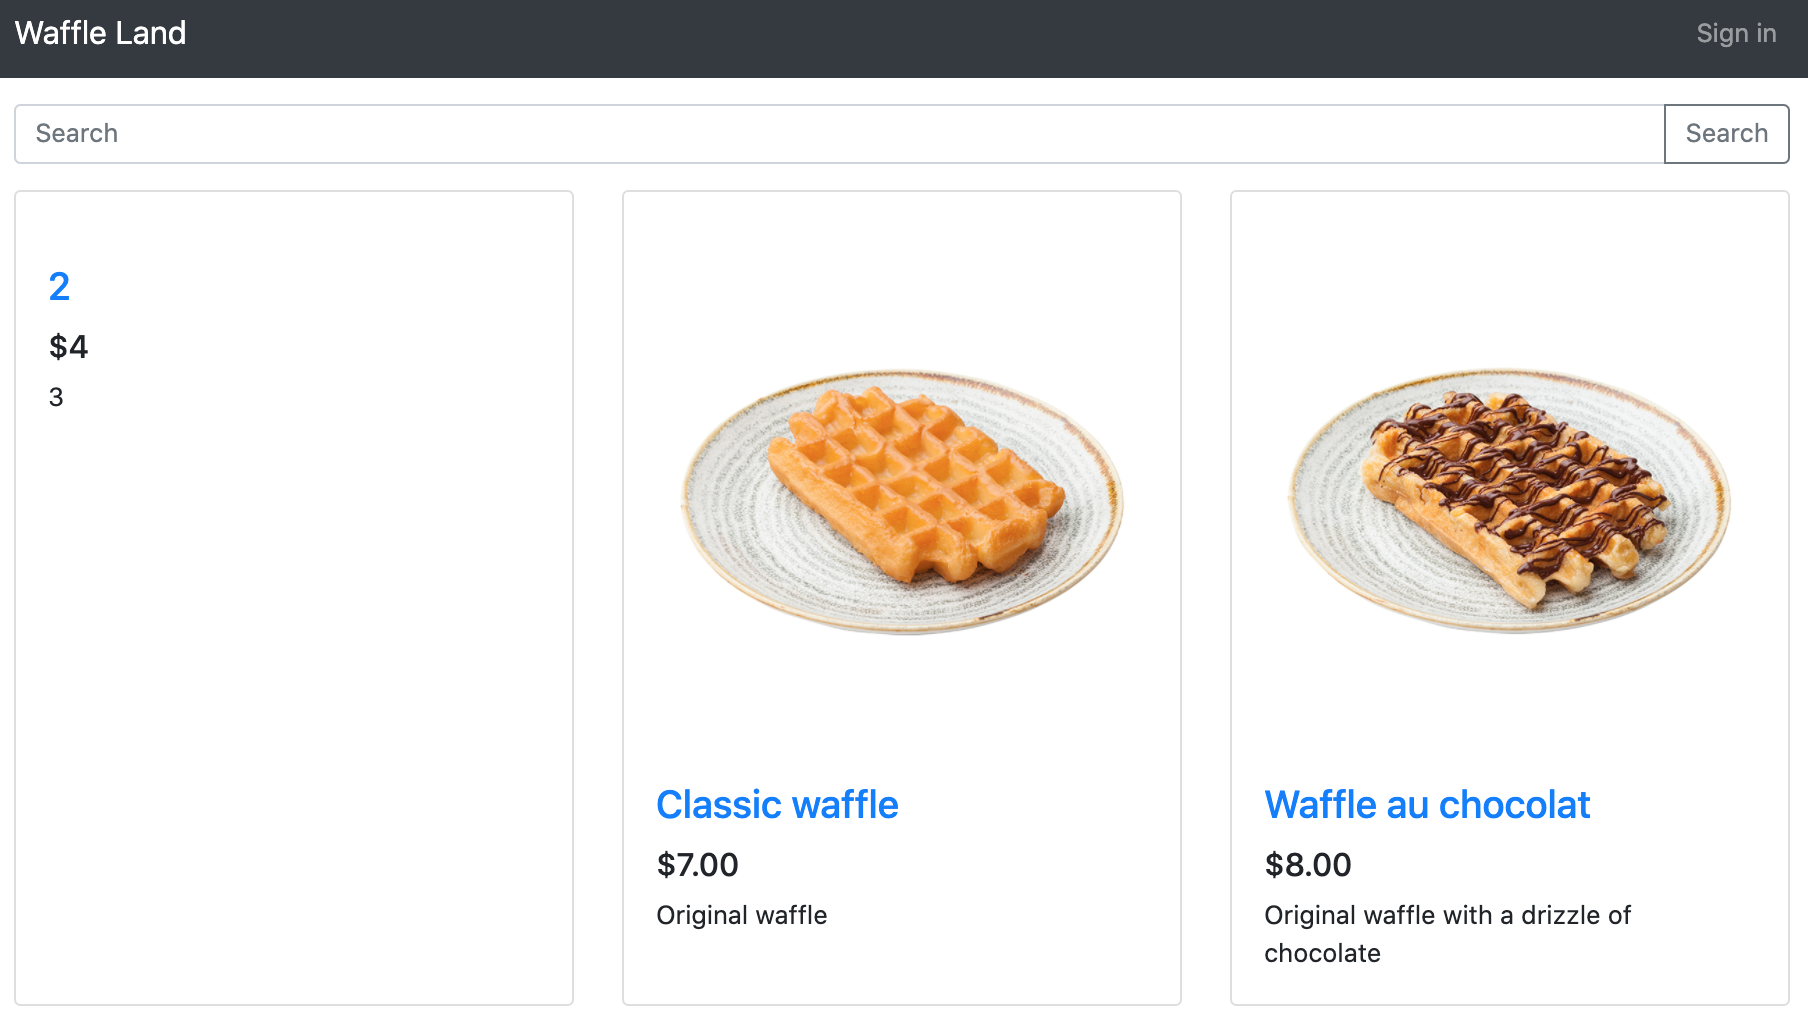 Waffle Land
Sign in
Search
Search
2
$4
3
Classic waffle
$7.00
Original waffle
Waffle au chocolat
$8.00
Original waffle with a drizzle of
chocolate